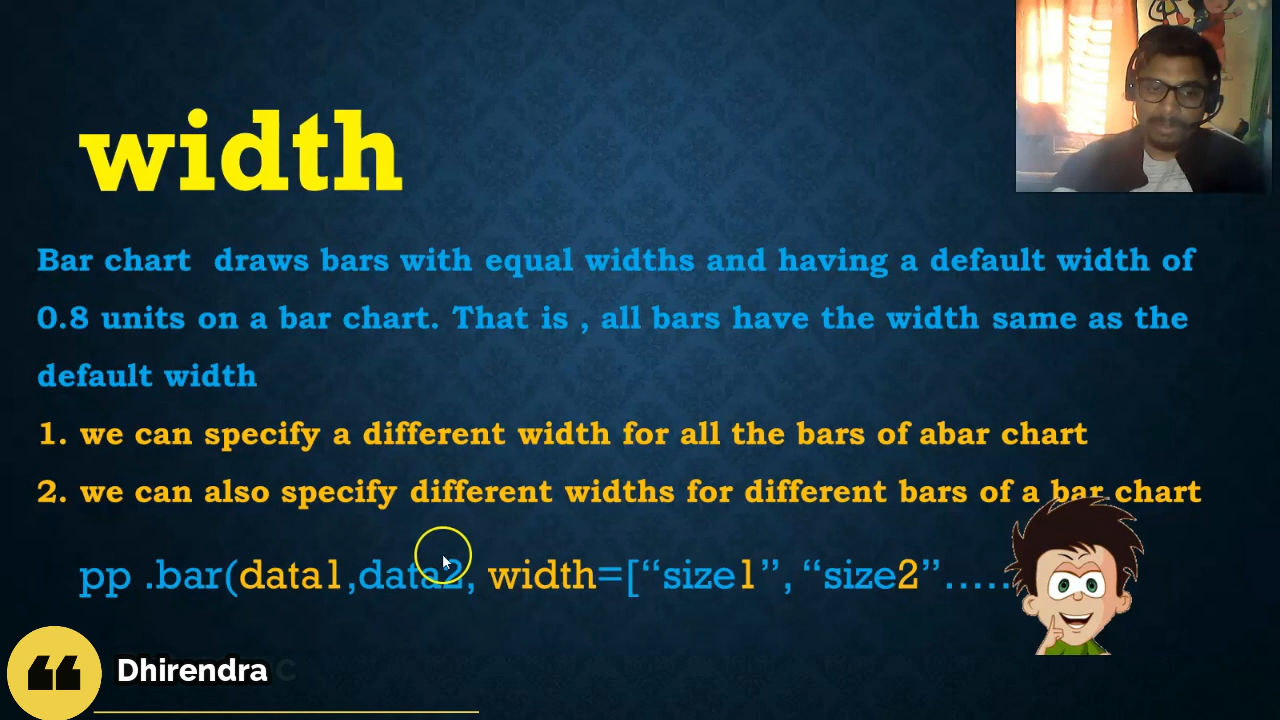 width
Bar chart draws bars with equal widths and having a default width of
0.8 units on a bar chart. That is , all bars have the width same as the
default width
1. we can specify a different width for all the bars of abar chart
2. we can also specify different widths for different bars of a bar chart
pp .bar(data1,data2, width=[“size1”, “size2”.....
Dhirendra